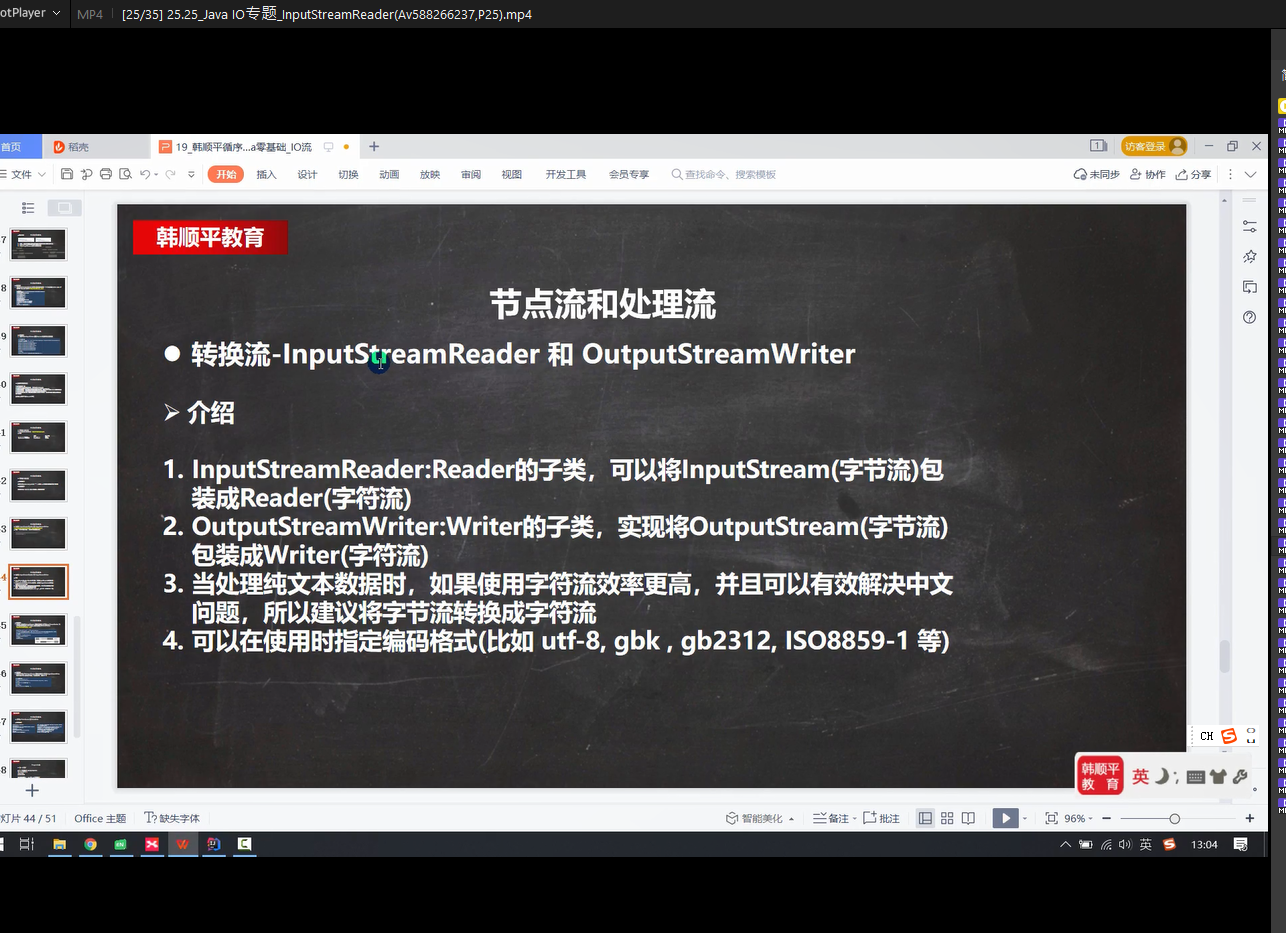 otPlayer
MP4
[25/35] 25.25_Java IO专题_InputStreamReader(Av588266237,P25).mp4
首页
稻壳
19_韩顺平循序...a零基础_IO流
访客登录
文件
开始
插入
设计
切换
动画
放映
审阅
视图
开发工具
会员专享
查找命令、搜索模板
未同步
协作
分享
韩顺平教育
节点流和处理流
转换流-InputStreamReader 和 OutputStreamWriter
介绍
1. InputStreamReader:Reader的子类，可以将InputStream(字节流)包
装成Reader(字符流)
2. OutputStreamWriter:Writer的子类，实现将OutputStream(字节流)
包装成Writer(字符流)
3. 当处理纯文本数据时，如果使用字符流效率更高，并且可以有效解决中文
问题，所以建议将字节流转换成字符流
4. 可以在使用时指定编码格式(比如 utf-8, gbk , gb2312, ISO8859-1 等)
CH
韩顺平
教 育
英
灯片 44 / 51
Office 主题
缺失字体
智能美化
备注
批注
96%
英
13:04